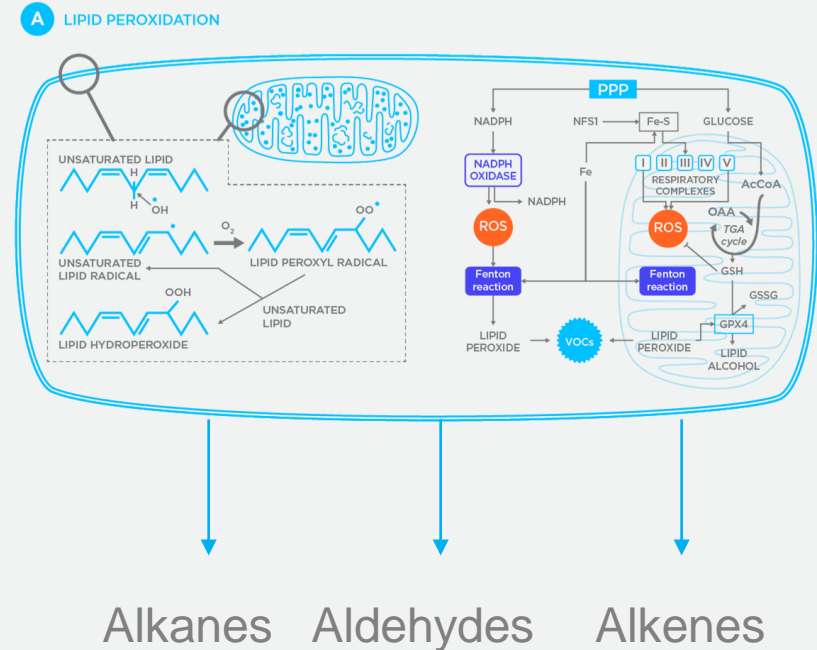 A LIPID PEROXIDATION
UNSATURATED LIPID
H
H
•OH
UNSATURATED
LIPID RADICAL
O2
OO•
LIPID PEROXYL RADICAL
UNSATURATED
LIPID
OOH
LIPID HYDROPEROXIDE
PPP
NADPH
NFS1
Fe-S
GLUCOSE
NADPH
OXIDASE
Fe
I II III IV V
RESPIRATORY
COMPLEXES
AcCoA
NADPH
ROS
ROS
OAA
TGA
cycle
Fenton
reaction
Fenton
reaction
GSH
GSSG
GPX4
LIPID
PEROXIDE
VOCs
LIPID
PEROXIDE
LIPID
ALCOHOL
Alkanes Aldehydes Alkenes